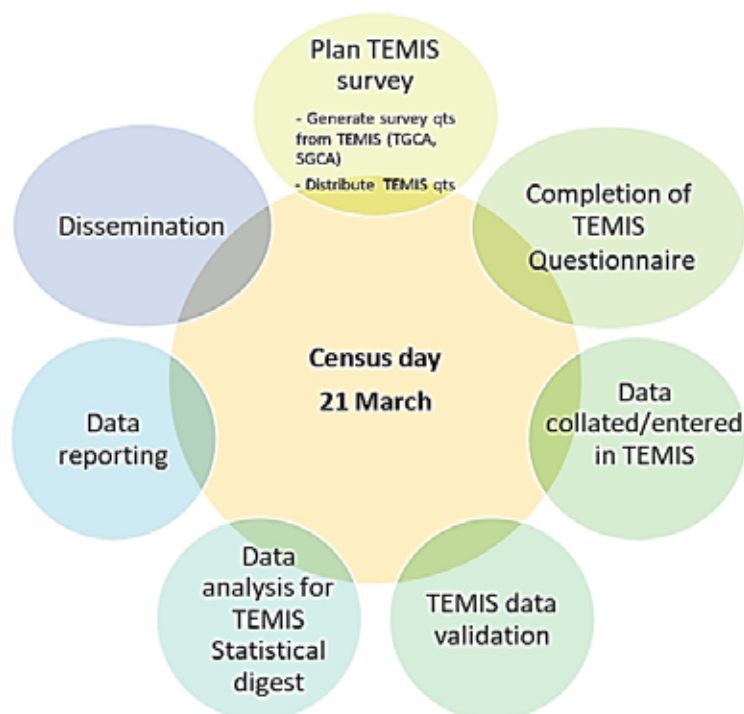 Plan TEMIS
survey
- Generate survey qts
from TEMIS (TGCA,
SGCA)
- Distribute TEMIS qts
Completion of
TEMIS
Questionnaire
Data
collated/entered
in TEMIS
TEMIS data
validation
Data
analysis for
TEMIS
Statistical
digest
Data
reporting
Dissemination
Census day
21 March